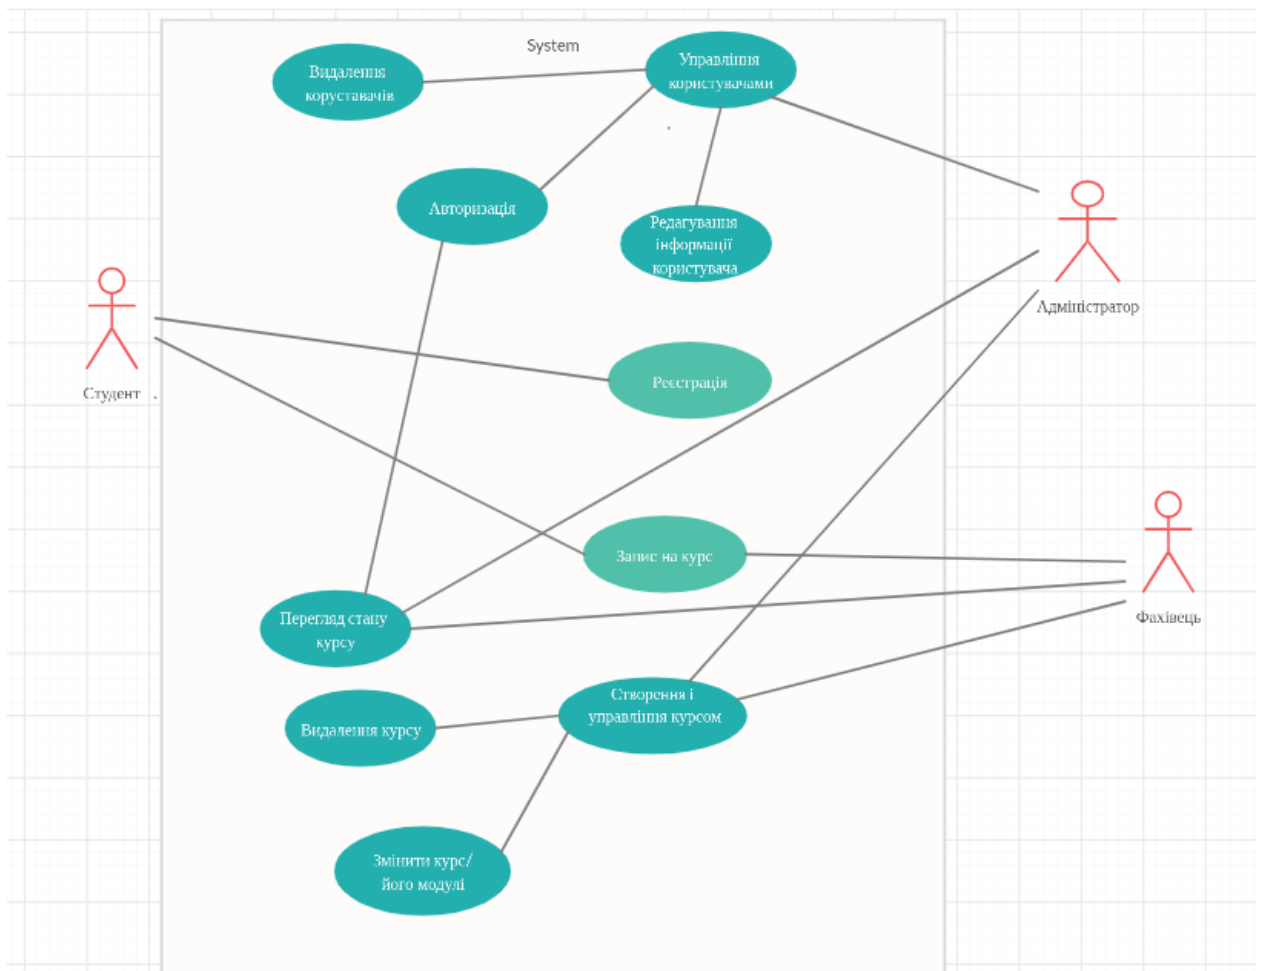 System
Видалення
коруставачів
Управління
користувачами
Авторизація
Редагування
інформації
користувача
Адміністратор
Студент
Реєстрація
Запис на курс
Фахівець
Перегляд стану
курсу
Створення і
управління курсом
Видалення курсу
Змінити курс/
його модулі